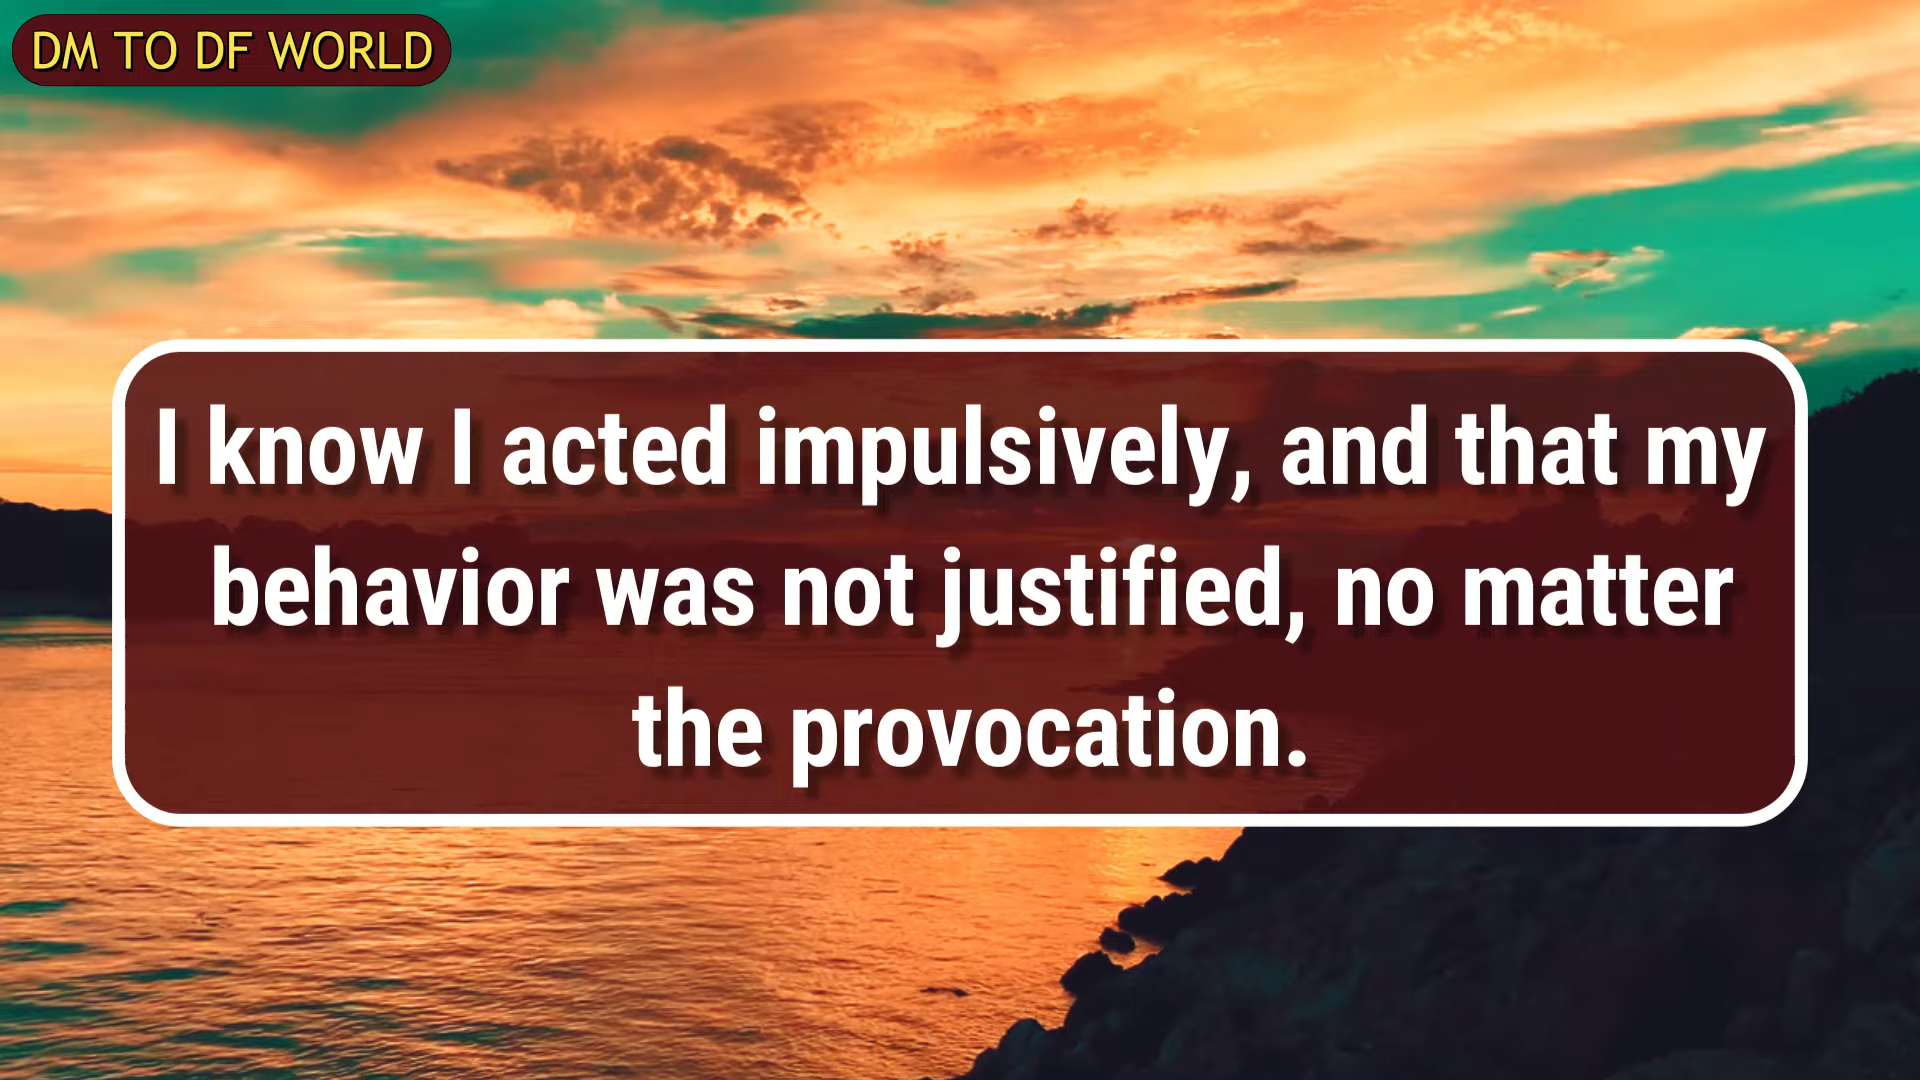 DM TO DF WORLD
I know I acted impulsively, and that my
behavior was not justified, no matter
the provocation.